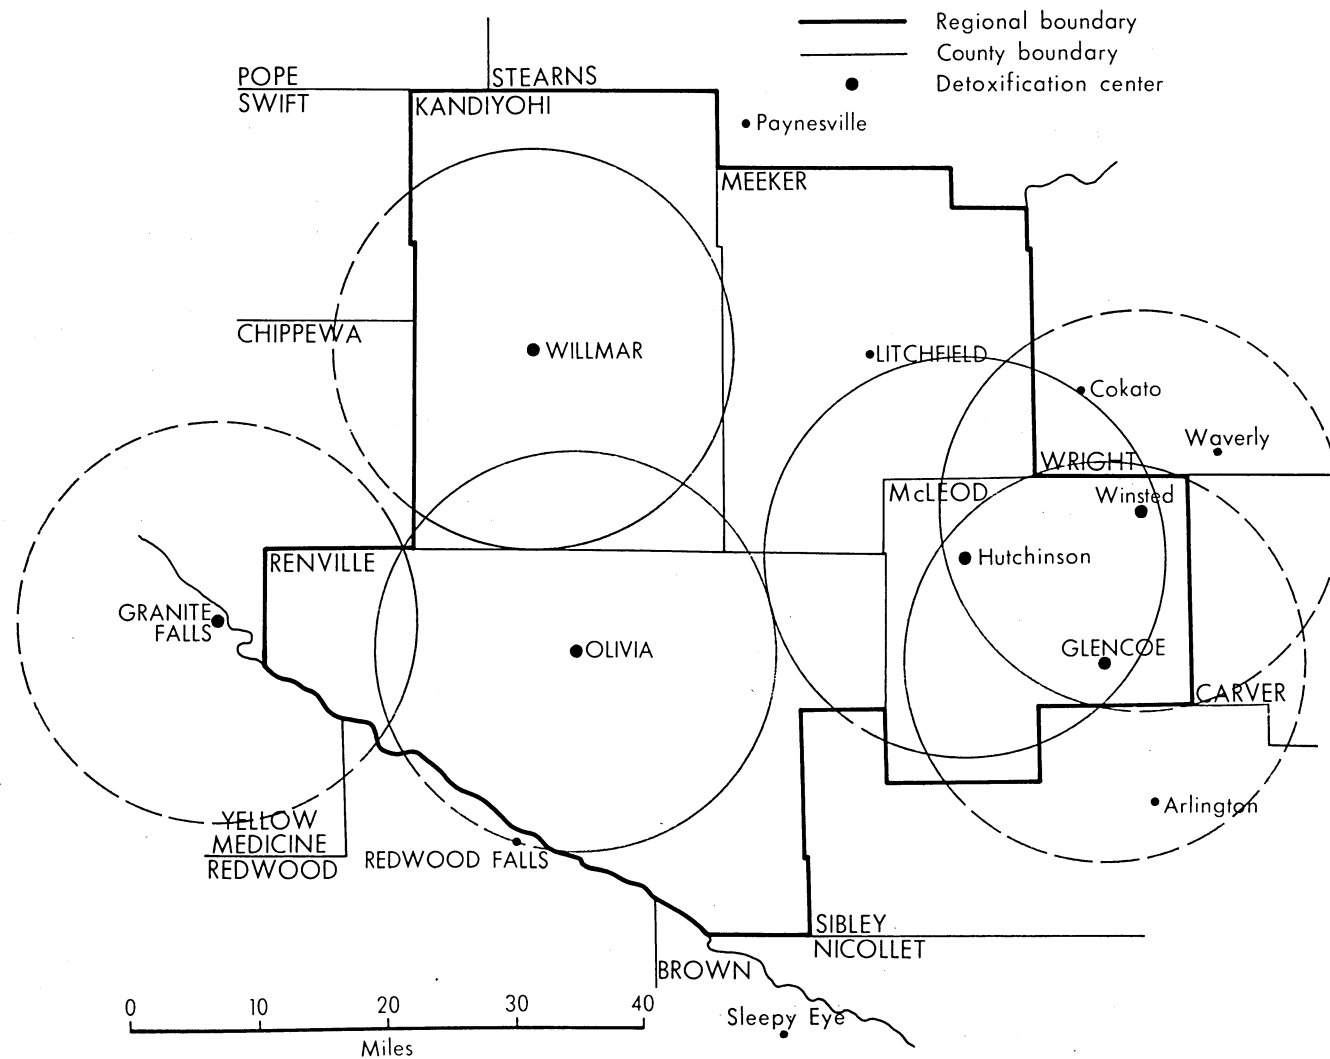 Regional boundary
County boundary
Detoxification center
POPE
STEARNS
SWIFT
KANDIYOHI
Paynesville
MEEKER
CHIPPEWA
WILLMAR
LITCHFIELD
Cokato
Waverly
WRIGHT
McLEOD
Winsted
RENVILLE
Hutchinson
GRANITE
FALLS
OLIVIA
GLENCOE
CARVER
YELLOW
MEDICINE
REDWOOD
REDWOOD FALLS
Arlington
SIBLEY
NICOLLET
BROWN
Sleepy Eye
0 10 20 30 40
Miles